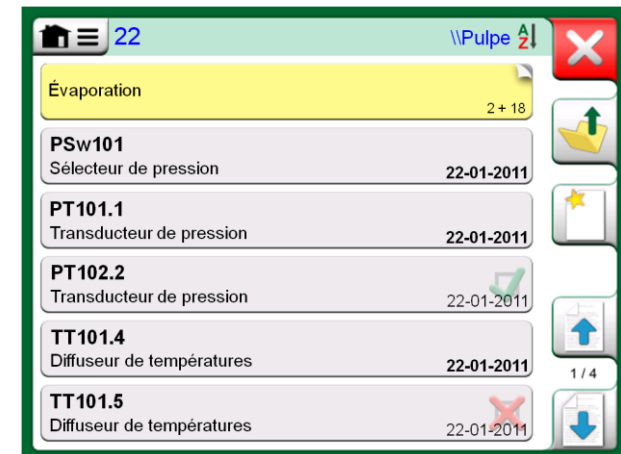 22 \\Pulpe AZ
Évaporation
2 + 18
PSw101
Sélecteur de pression 22-01-2011
PT101.1
Transducteur de pression 22-01-2011
PT102.2
Transducteur de pression 22-01-2011
TT101.4
Diffuseur de températures 22-01-2011
1 / 4
TT101.5
Diffuseur de températures 22-01-2011